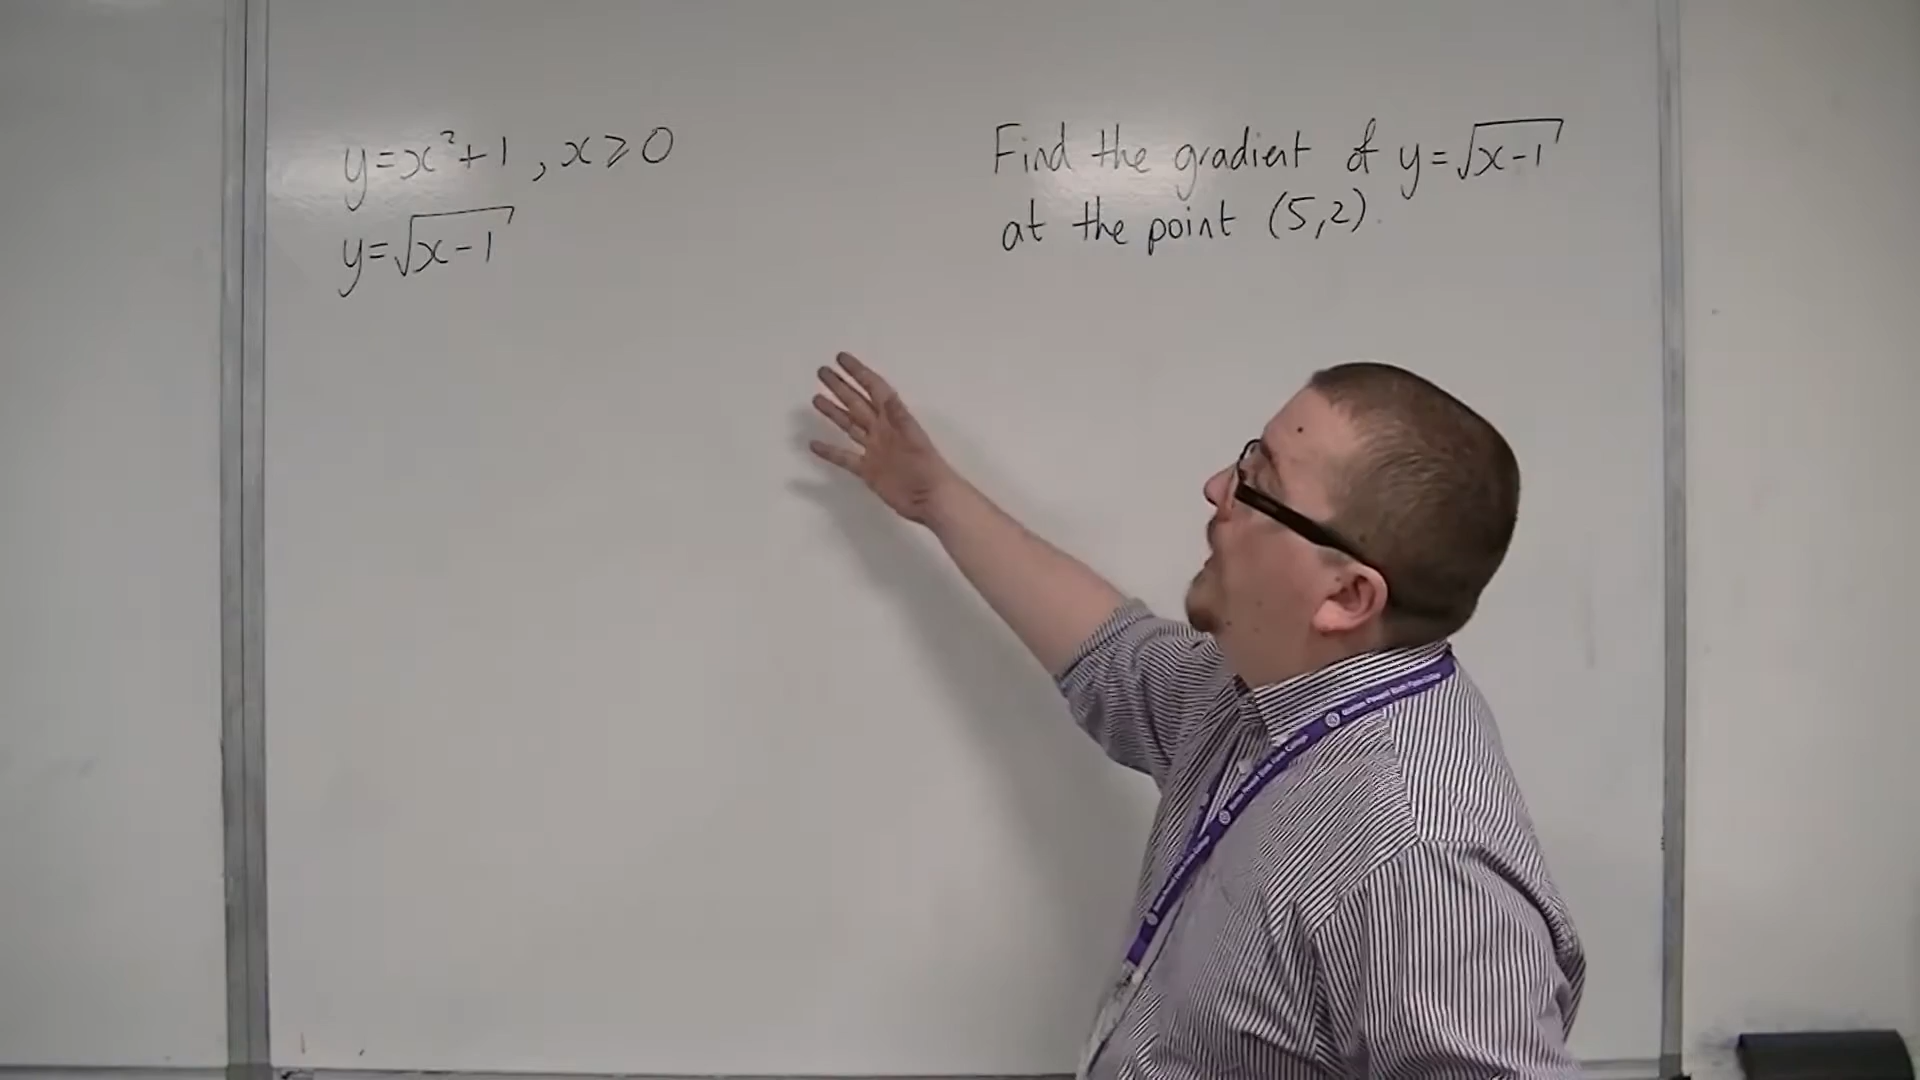 y=x²+1, x≥0
y=√x-1
Find the gradient of y=√x-1
at the point (5,2).